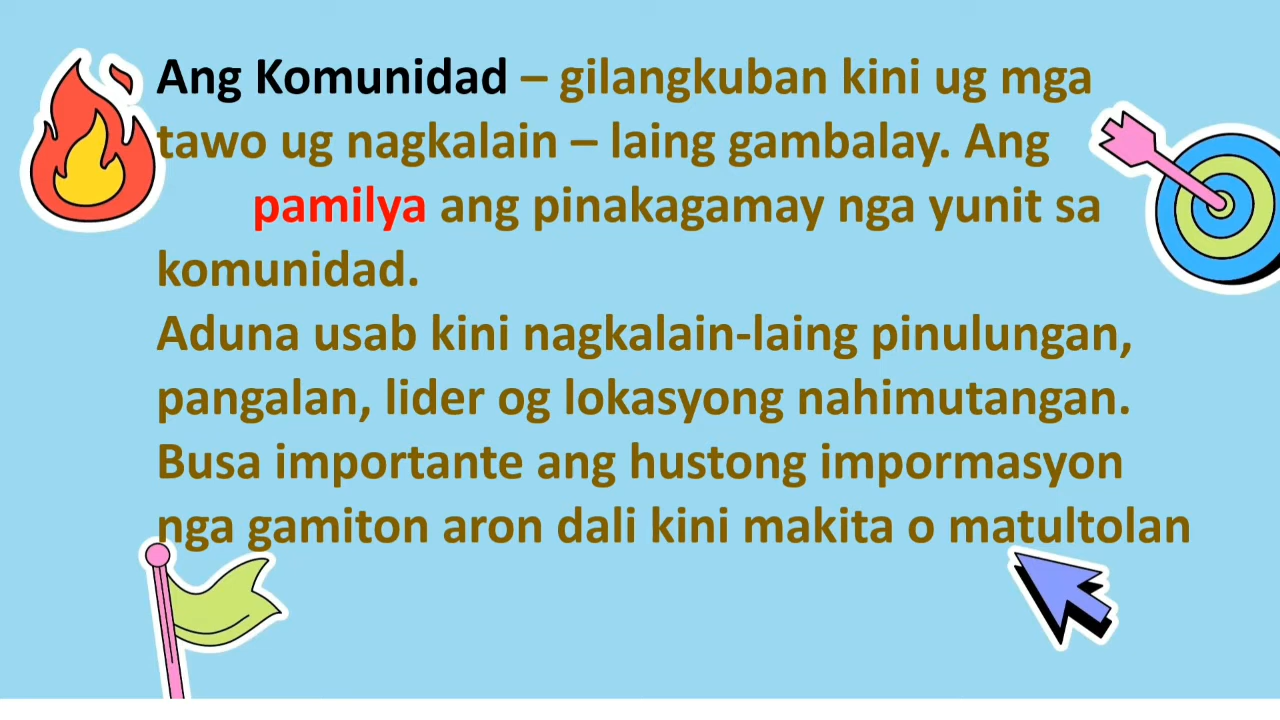 Ang Komunidad – gilangkuban kini ug mga
tawo ug nagkalain – laing gambalay. Ang
pamilya ang pinakagamay nga yunit sa
komunidad.
Aduna usab kini nagkalain-laing pinulungan,
pangalan, lider og lokasyong nahimutangan.
Busa importante ang hustong impormasyon
nga gamiton aron dali kini makita o matultolan